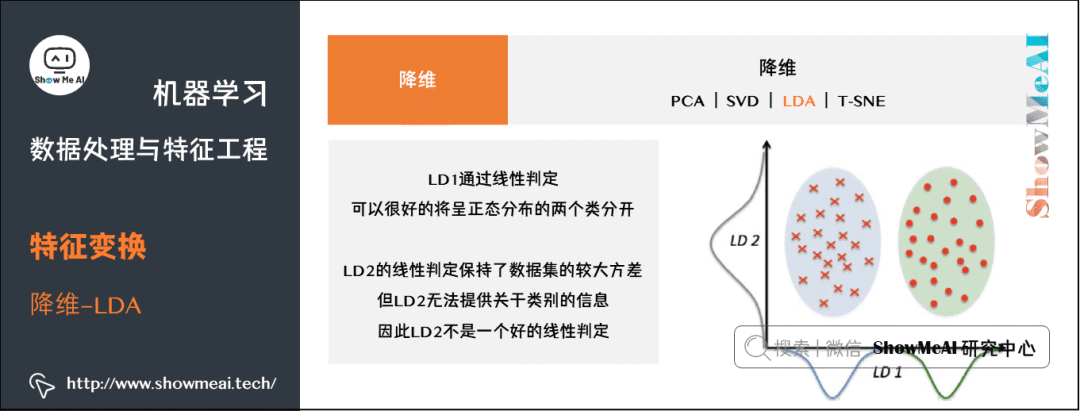 Show Me AI
机器学习
数据处理与特征工程
特征变换
降维-LDA
http://www.showmeai.tech/
降维
降维
PCA | SVD | LDA | T-SNE
LD1通过线性判定
可以很好的将呈正态分布的两个类分开
LD2的线性判定保持了数据集的较大方差
但LD2无法提供关于类别的信息
因此LD2不是一个好的线性判定
LD 2
LD 1
搜索 | 微信 ShowMeAI 研究中心
ShowMeAI